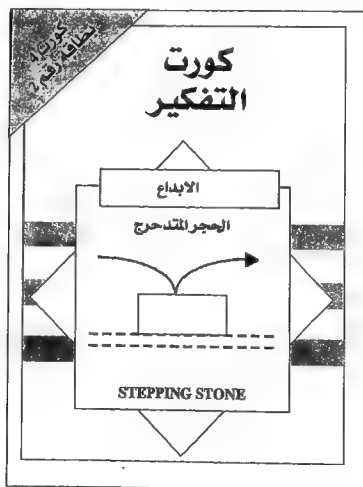 كورت 4
بطاقة رقم 2
كورت
التفكير
الابداع
الحجر المتدحرج
STEPPING STONE